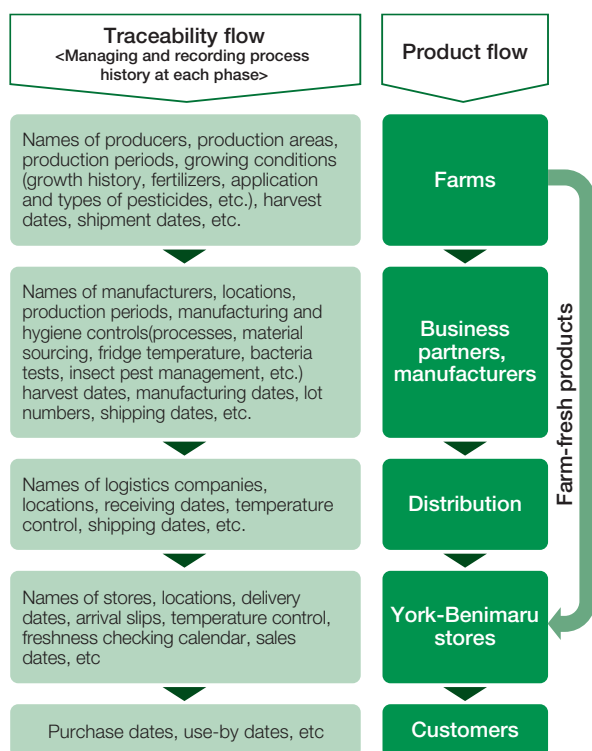 Traceability flow
<Managing and recording process
history at each phase>
Product flow
Names of producers, production areas,
production periods, growing conditions
(growth history, fertilizers, application
and types of pesticides, etc.), harvest
dates, shipment dates, etc.
Farms
Names of manufacturers, locations,
production periods, manufacturing and
hygiene controls(processes, material
sourcing, fridge temperature, bacteria
tests, insect pest management, etc.)
harvest dates, manufacturing dates, lot
numbers, shipping dates, etc.
Business
partners,
manufacturers
Farm-fresh products
Names of logistics companies,
locations, receiving dates, temperature
control, shipping dates, etc.
Distribution
Names of stores, locations, delivery
dates, arrival slips, temperature control,
freshness checking calendar, sales
dates, etc
York-Benimaru
stores
Purchase dates, use-by dates, etc
Customers